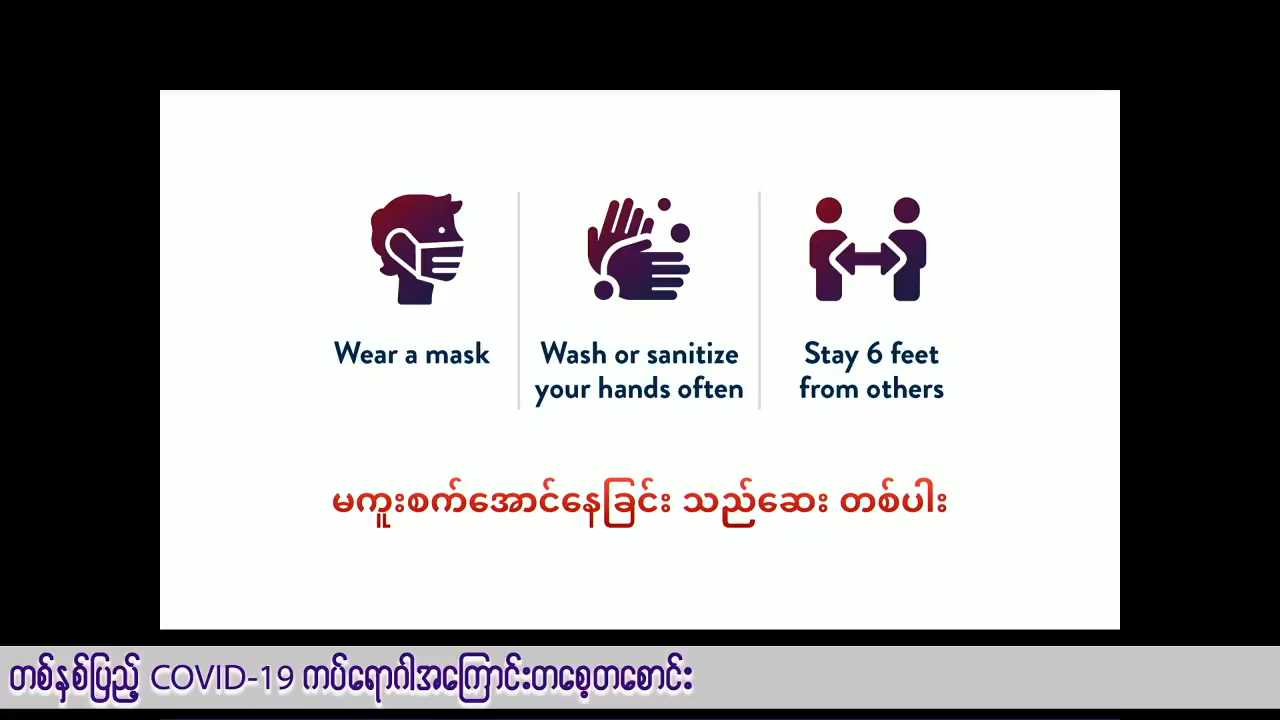 Wear a mask
Wash or sanitize
your hands often
Stay 6 feet
from others
မကူးစက်အောင်နေခြင်း သည်ဆေး တစ်ပါး
တစ်နှစ်ပြည့် COVID-19 ကပ်ရောဂါအကြောင်းတစေ့တစောင်း